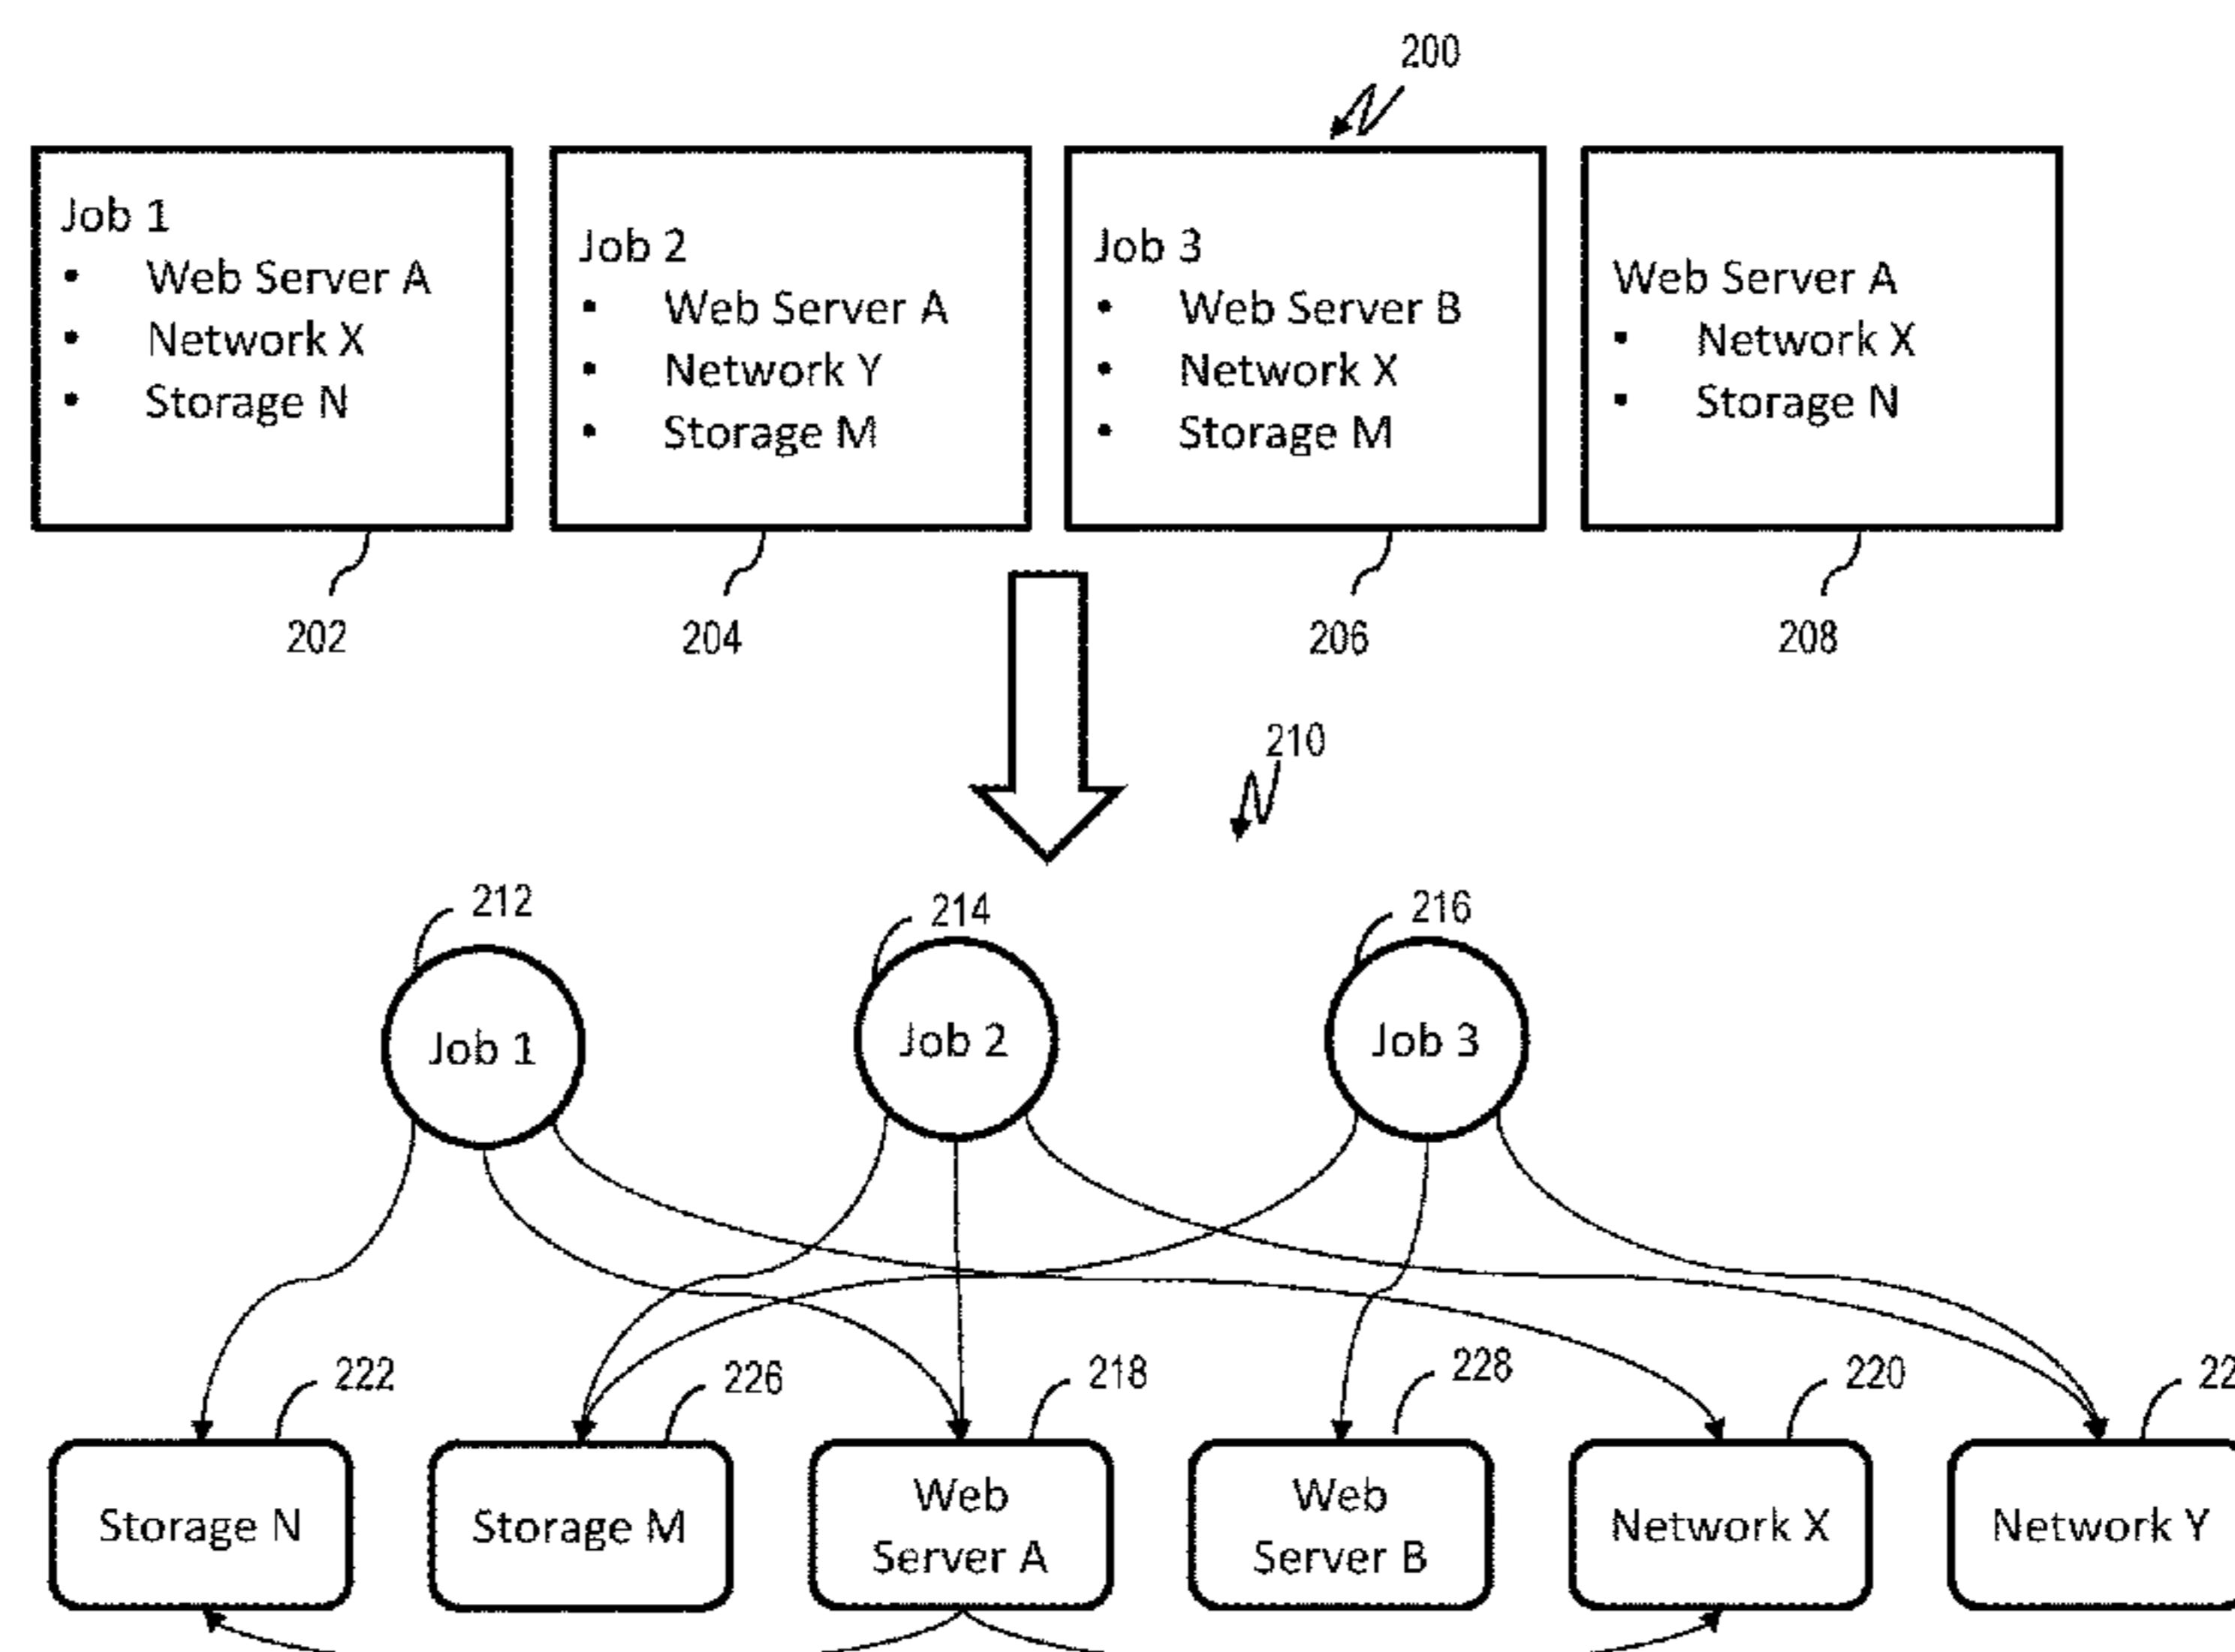 200
Job 1
• Web Server A
• Network X
• Storage N
Job 2
• Web Server A
• Network Y
• Storage M
Job 3
• Web Server B
• Network X
• Storage M
Web Server A
• Network X
• Storage N
202
204
206
208
210
212
214
216
Job 1
Job 2
Job 3
222
226
218
228
220
Storage N
Storage M
Web
Server A
Web
Server B
Network X
Network Y